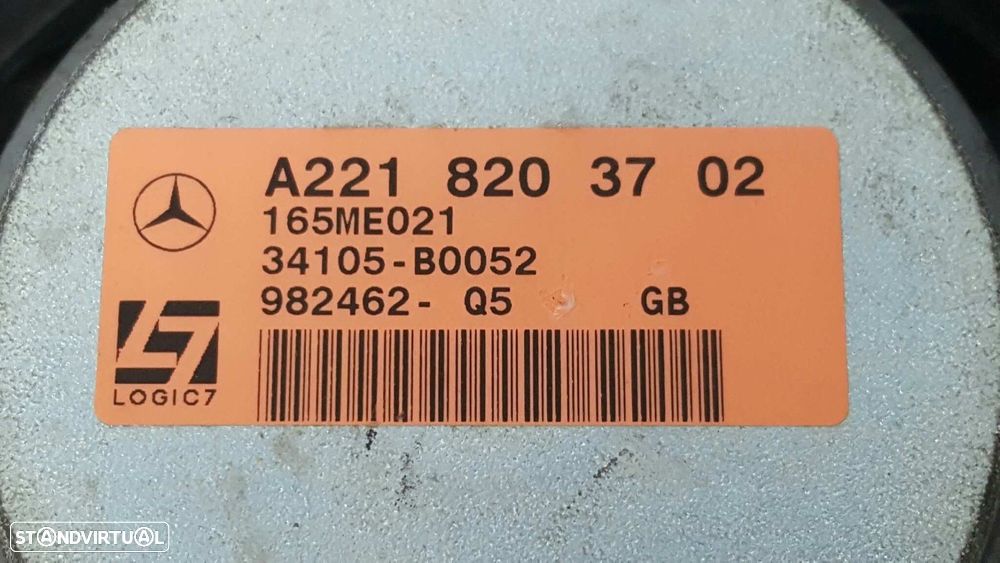 A221 820 37 02
165ME021
34105-B0052
982462- Q5 GB
LOGIC7
STANDVIRTUAL